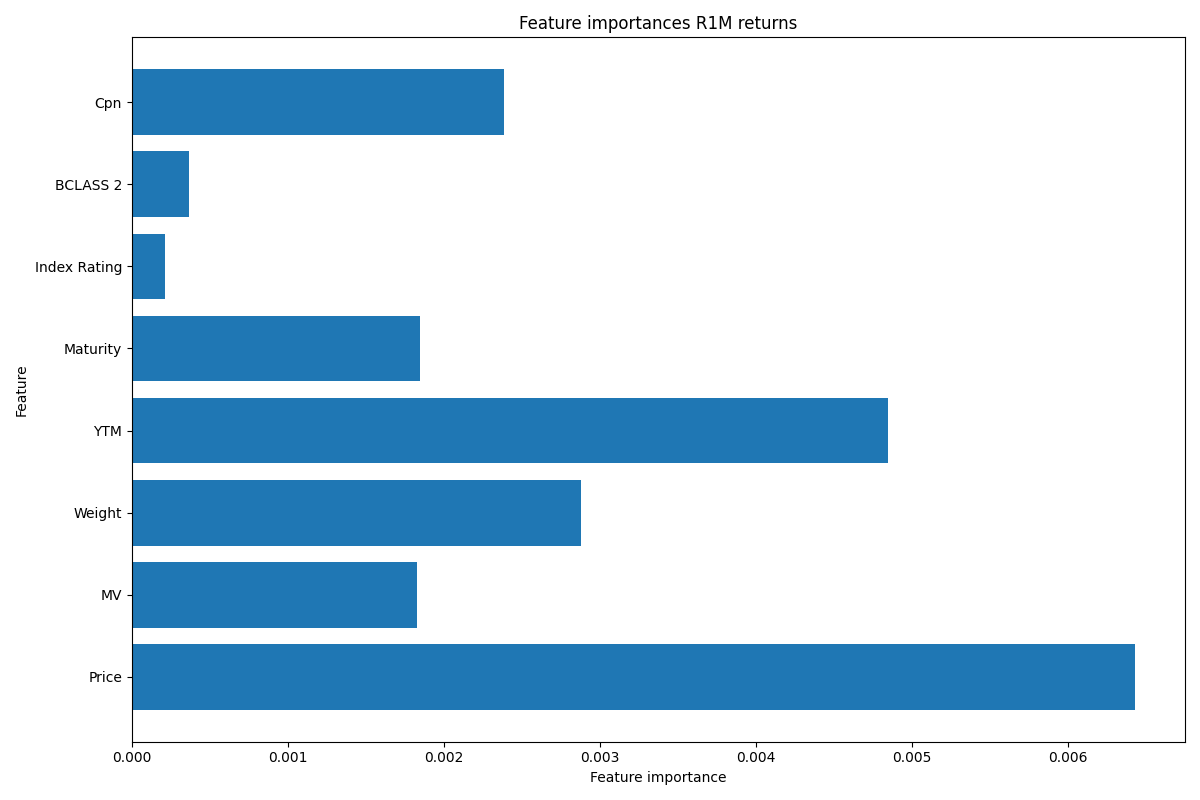 Feature importances R1M returns
Cpn
BCLASS 2
Index Rating
Maturity
YTM
Weight
MV
Price
Feature
0.000 0.001 0.002 0.003 0.004 0.005 0.006
Feature importance